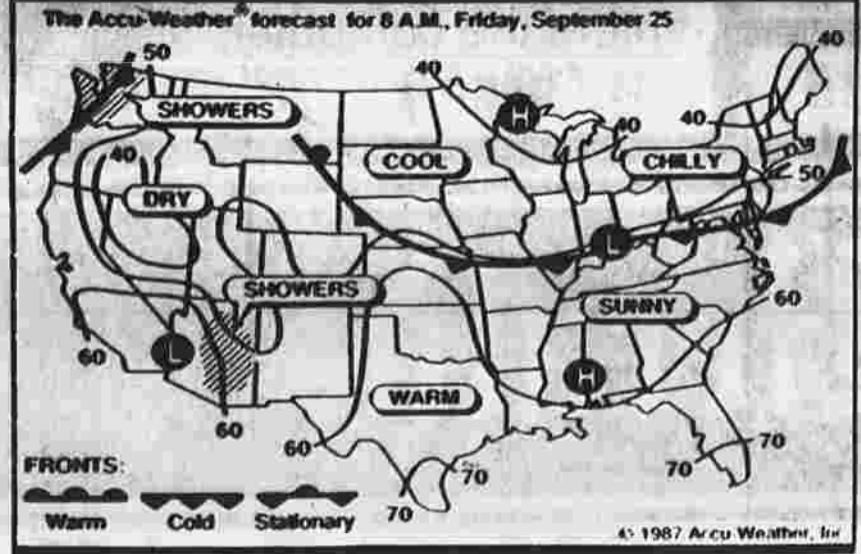 The Accu-Weather® forecast for 8 A.M., Friday, September 25
50
40
40
SHOWERS
40
40
COOL
CHILLY
40
50
DRY
SHOWERS
SUNNY
60
60
WARM
60
60
70
70
70
70
FRONTS:
Warm Cold Stationary
© 1987 Accu-Weather, Inc.
H
L
L
H